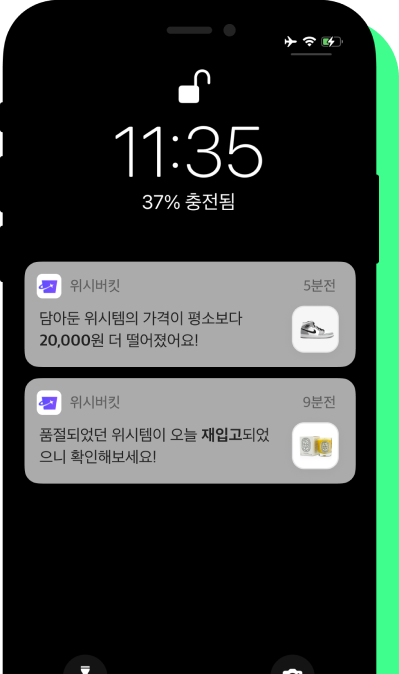 11:35
37% 충전됨
위시버킷 5분전
담아둔 위시템의 가격이 평소보다
20,000원 더 떨어졌어요!
위시버킷 9분전
품절되었던 위시템이 오늘 재입고되었
으니 확인해보세요!